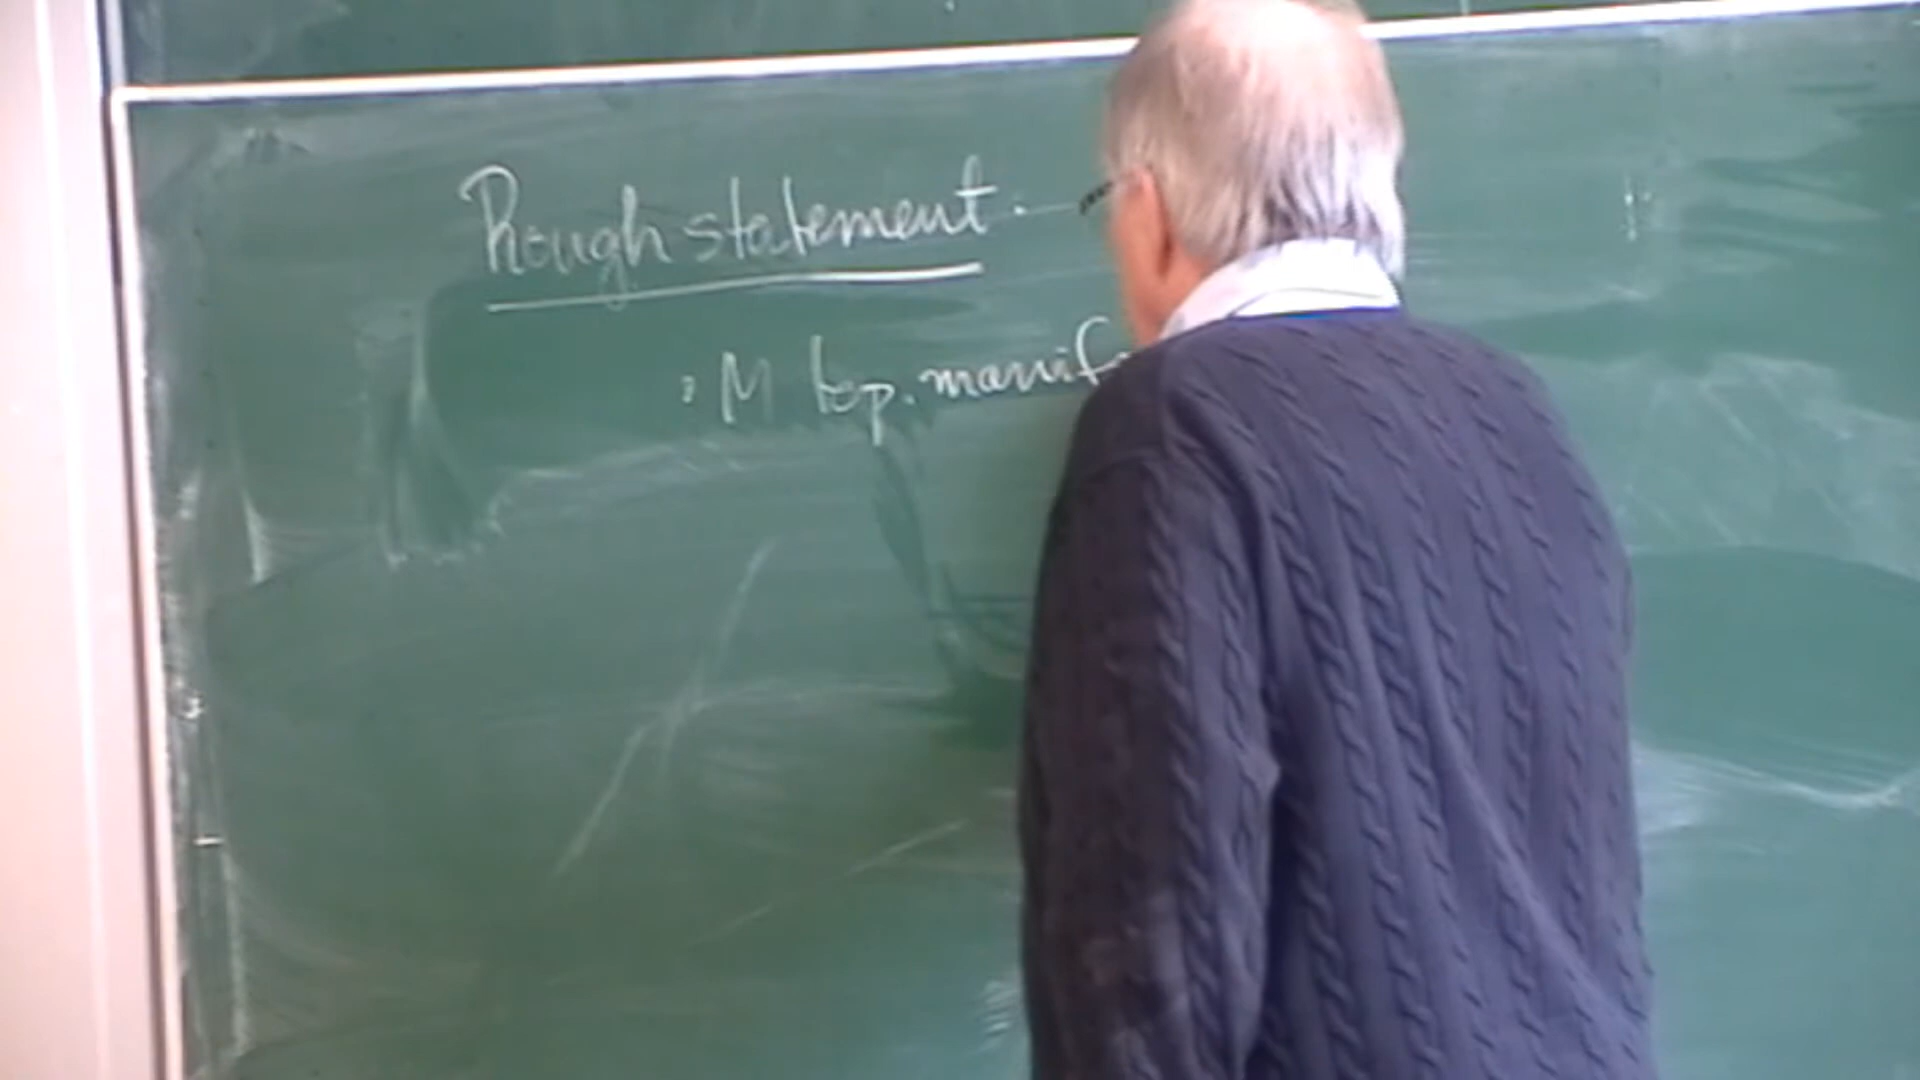 Rough statement.
• M top. manif